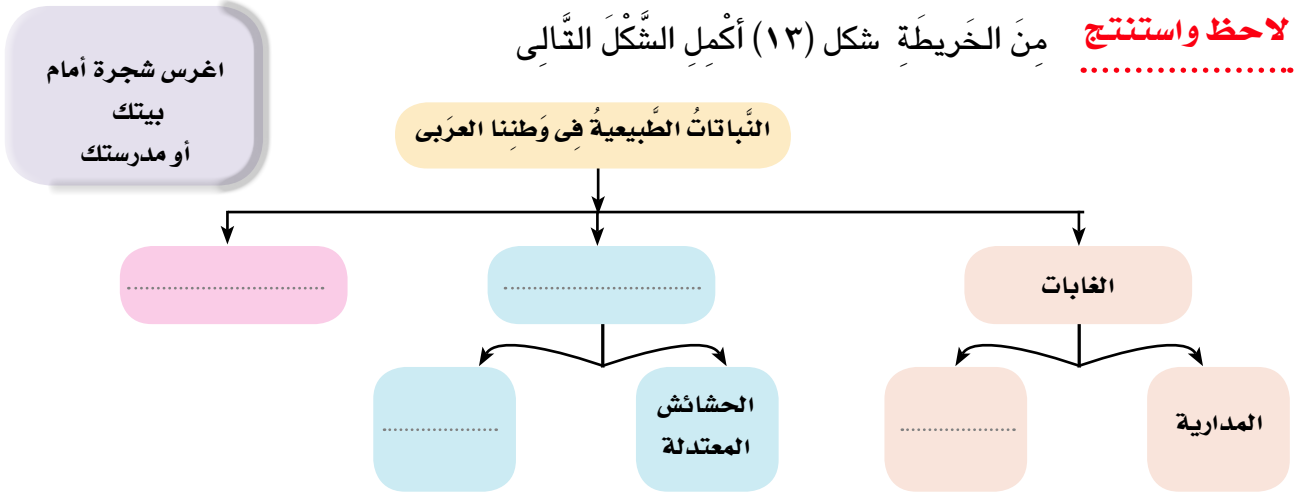 لاحظ واستنتج
مِنَ الخَريطَةِ شكل (١٣) أكْمِلِ الشَّكْلَ التَّالِى
اغرس شجرة أمام
بيتك
أو مدرستك
النَّباتاتُ الطَّبيعيةُ فِى وَطنِنا العرَبى
الغابات
المدارية
الحشائش
المعتدلة